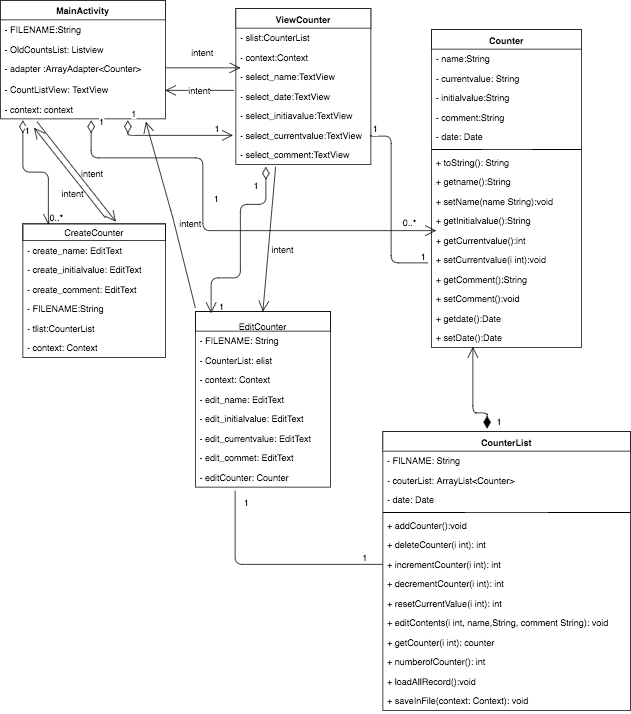 MainActivity
- FILENAME:String
- OldCountsList: Listview
- adapter :ArrayAdapter<Counter>
- CountListView: TextView
- context: context
ViewCounter
- slist:CounterList
- context:Context
- select_name:TextView
- select_date:TextView
- select_initiavalue:TextView
- select_currentvalue:TextView
- select_comment:TextView
Counter
- name:String
- currentvalue: String
- initialvalue:String
- comment:String
- date: Date
+ toString(): String
+ getname():String
+ setName(name String):void
+ getInitialvalue():String
+ getCurrentvalue():int
+ setCurrentvalue(i int):void
+ getComment():String
+ setComment():void
+ getdate():Date
+ setDate():Date
intent
intent
1
1
1
1
1
intent
0..*
1
1
0..*
1
intent
intent
1
CreateCounter
- create_name: EditText
- create_initialvalue: EditText
- create_comment: EditText
- FILENAME:String
- tlist:CounterList
- context: Context
EditCounter
- FILENAME: String
- CounterList: elist
- context: Context
- edit_name: EditText
- edit_initialvalue: EditText
- edit_currentvalue: EditText
- edit_commet: EditText
- editCounter: Counter
1
1
1
CounterList
- FILNAME: String
- couterList: ArrayList<Counter>
- date: Date
+ addCounter():void
+ deleteCounter(i int): int
+ incrementCounter(i int): int
+ decrementCounter(i int): int
+ resetCurrentValue(i int): int
+ editContents(i int, name,String, comment String): void
+ getCounter(i int): counter
+ numberofCounter(): int
+ loadAllRecord():void
+ saveInFile(context: Context): void